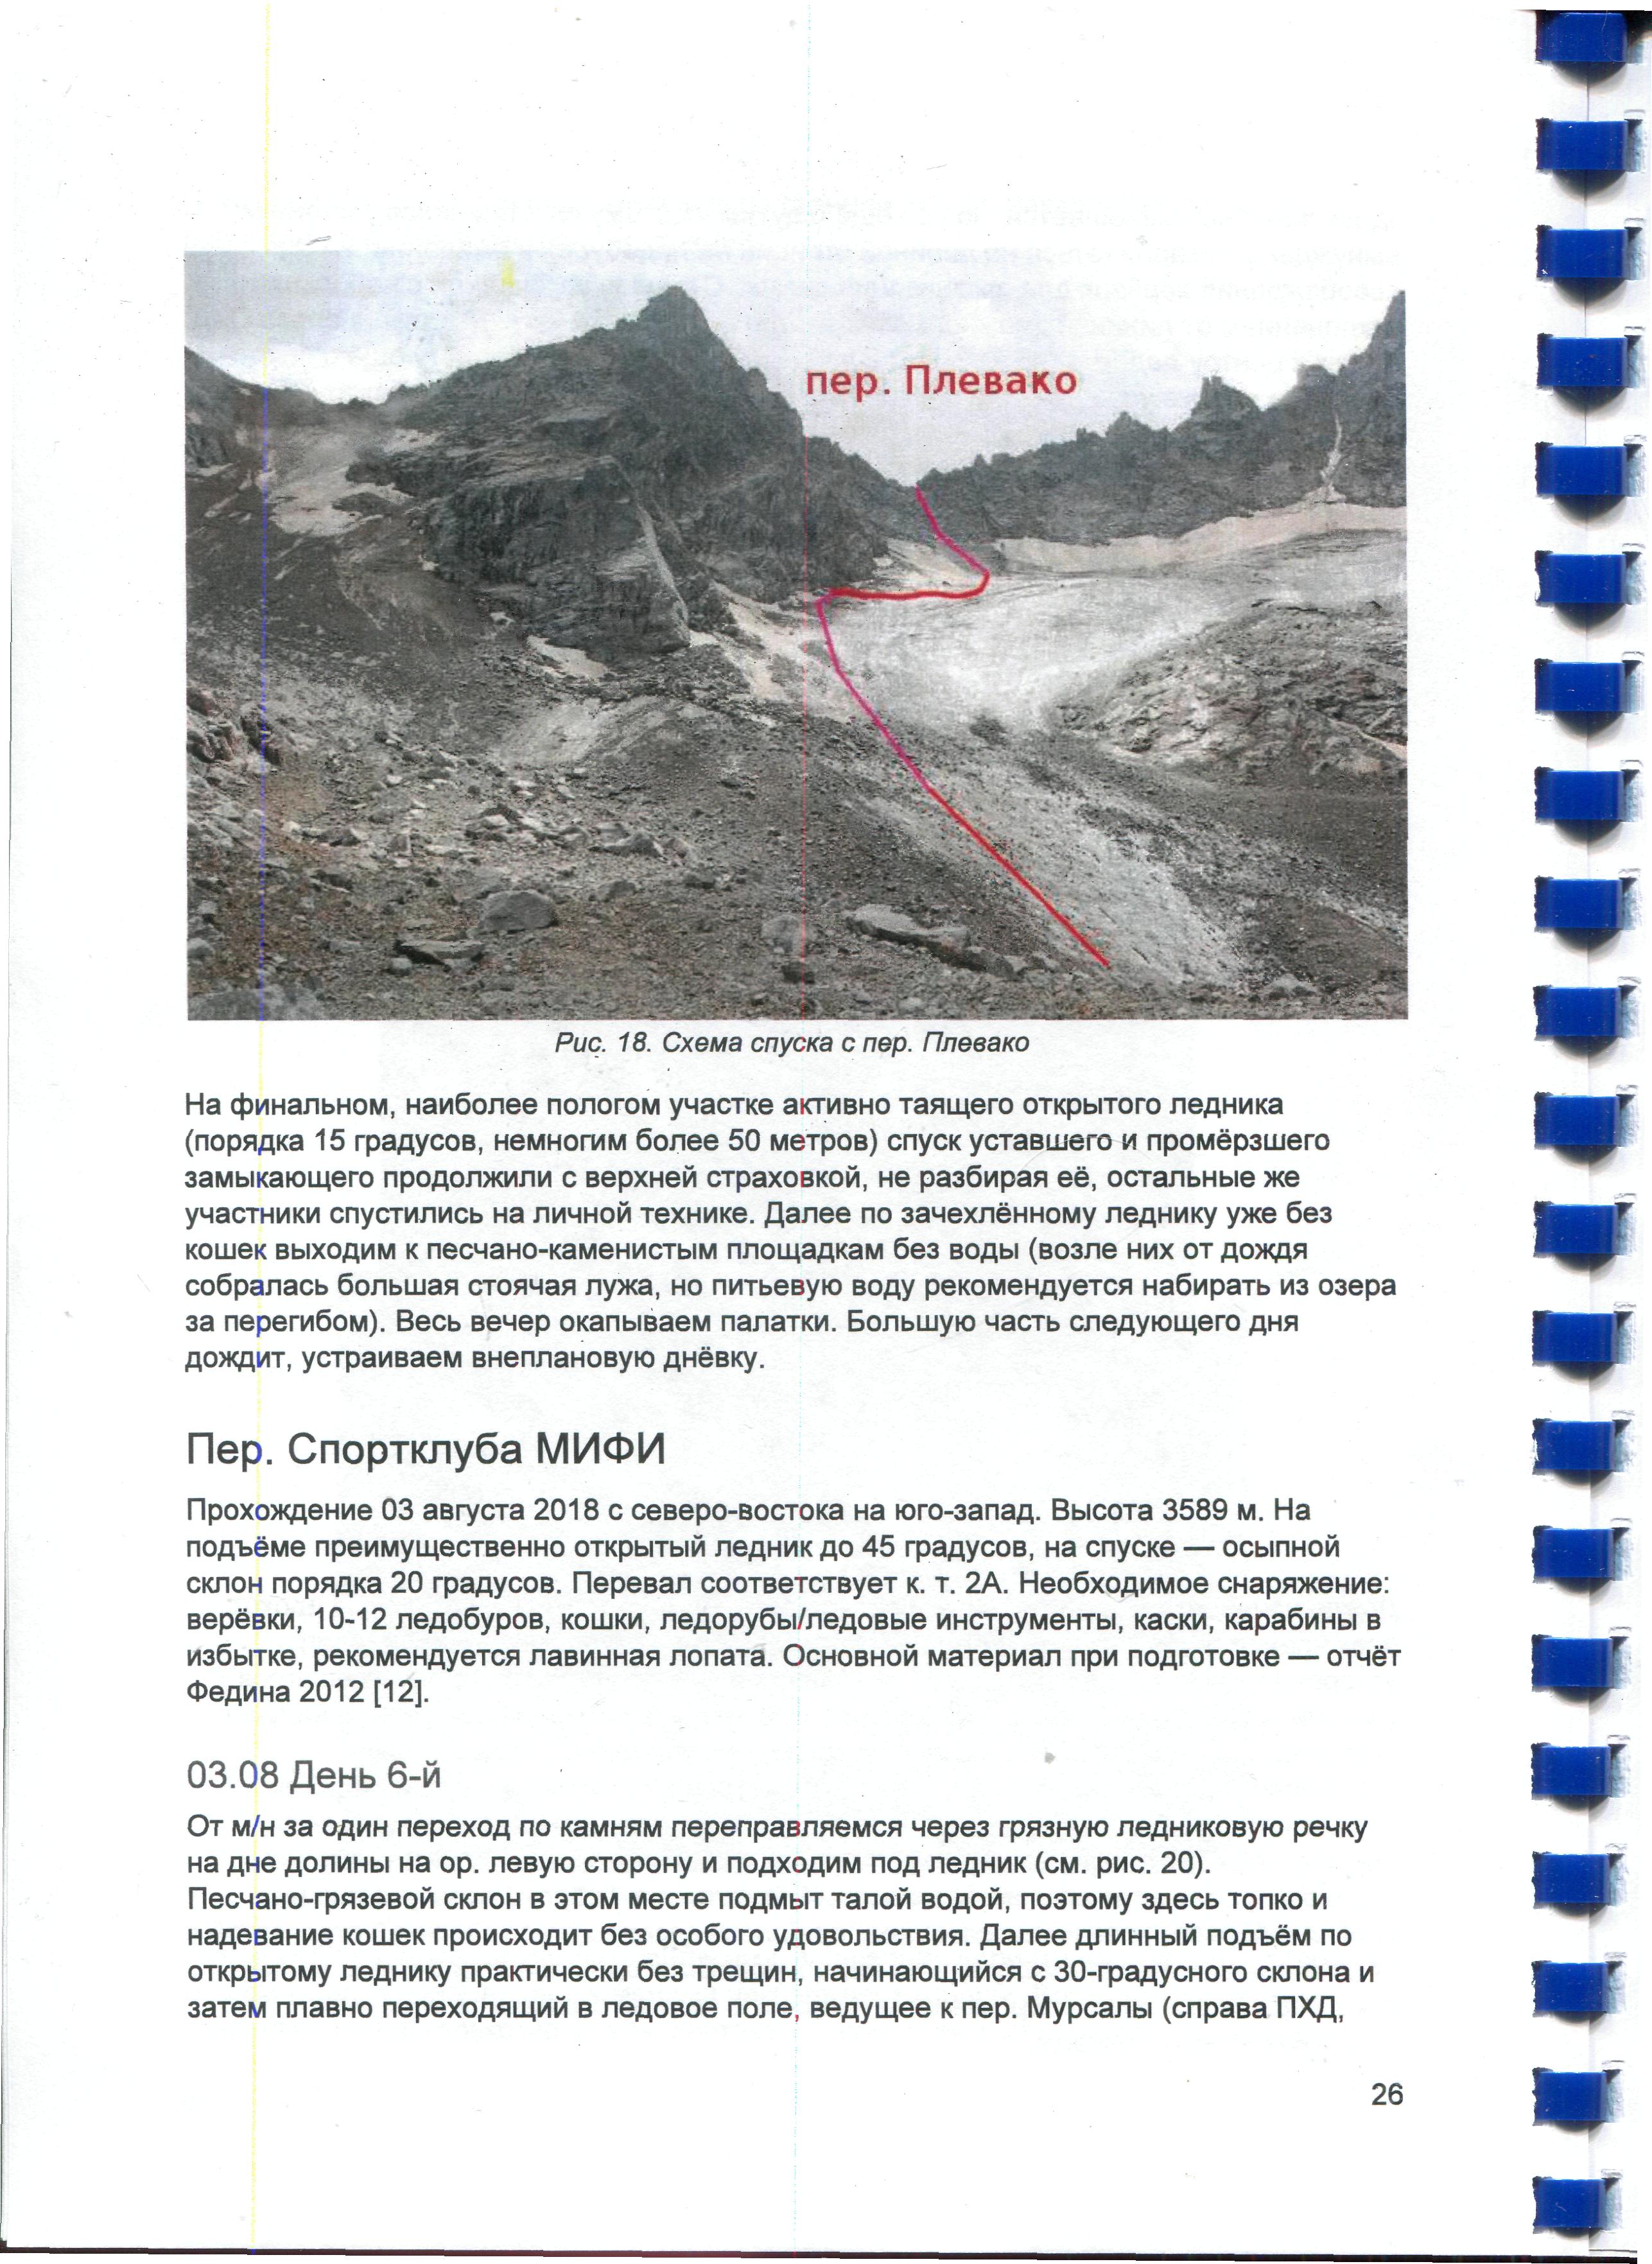 пер. Плевако
Рис. 18. Схема спуска с пер. Плевако
На финальном, наиболее пологом участке активно таящего открытого ледника
(порядка 15 градусов, немногим более 50 метров) спуск уставшего и промёрзшего
замыкающего продолжили с верхней страховкой, не разбирая её, остальные же
участники спустились на личной технике. Далее по зачехлённому леднику уже без
кошек выходим к песчано-каменистым площадкам без воды (возле них от дождя
собралась большая стоячая лужа, но питьевую воду рекомендуется набирать из озера
за перегибом). Весь вечер окапываем палатки. Большую часть следующего дня
дождит, устраиваем внеплановую днёвку.
Пер. Спортклуба МИФИ
Прохождение 03 августа 2018 с северо-востока на юго-запад. Высота 3589 м. На
подъёме преимущественно открытый ледник до 45 градусов, на спуске — осыпной
склон порядка 20 градусов. Перевал соответствует к. т. 2А. Необходимое снаряжение:
верёвки, 10-12 ледобуров, кошки, ледорубы/ледовые инструменты, каски, карабины в
избытке, рекомендуется лавинная лопата. Основной материал при подготовке — отчёт
Федина 2012 [12].
03.08 День 6-й
От м/н за один переход по камням переправляемся через грязную ледниковую речку
на дне долины на ор. левую сторону и подходим под ледник (см. рис. 20).
Песчано-грязевой склон в этом месте подмыт талой водой, поэтому здесь топко и
надевание кошек происходит без особого удовольствия. Далее длинный подъём по
открытому леднику практически без трещин, начинающийся с 30-градусного склона и
затем плавно переходящий в ледовое поле, ведущее к пер. Мурсалы (справа ПХД,
26